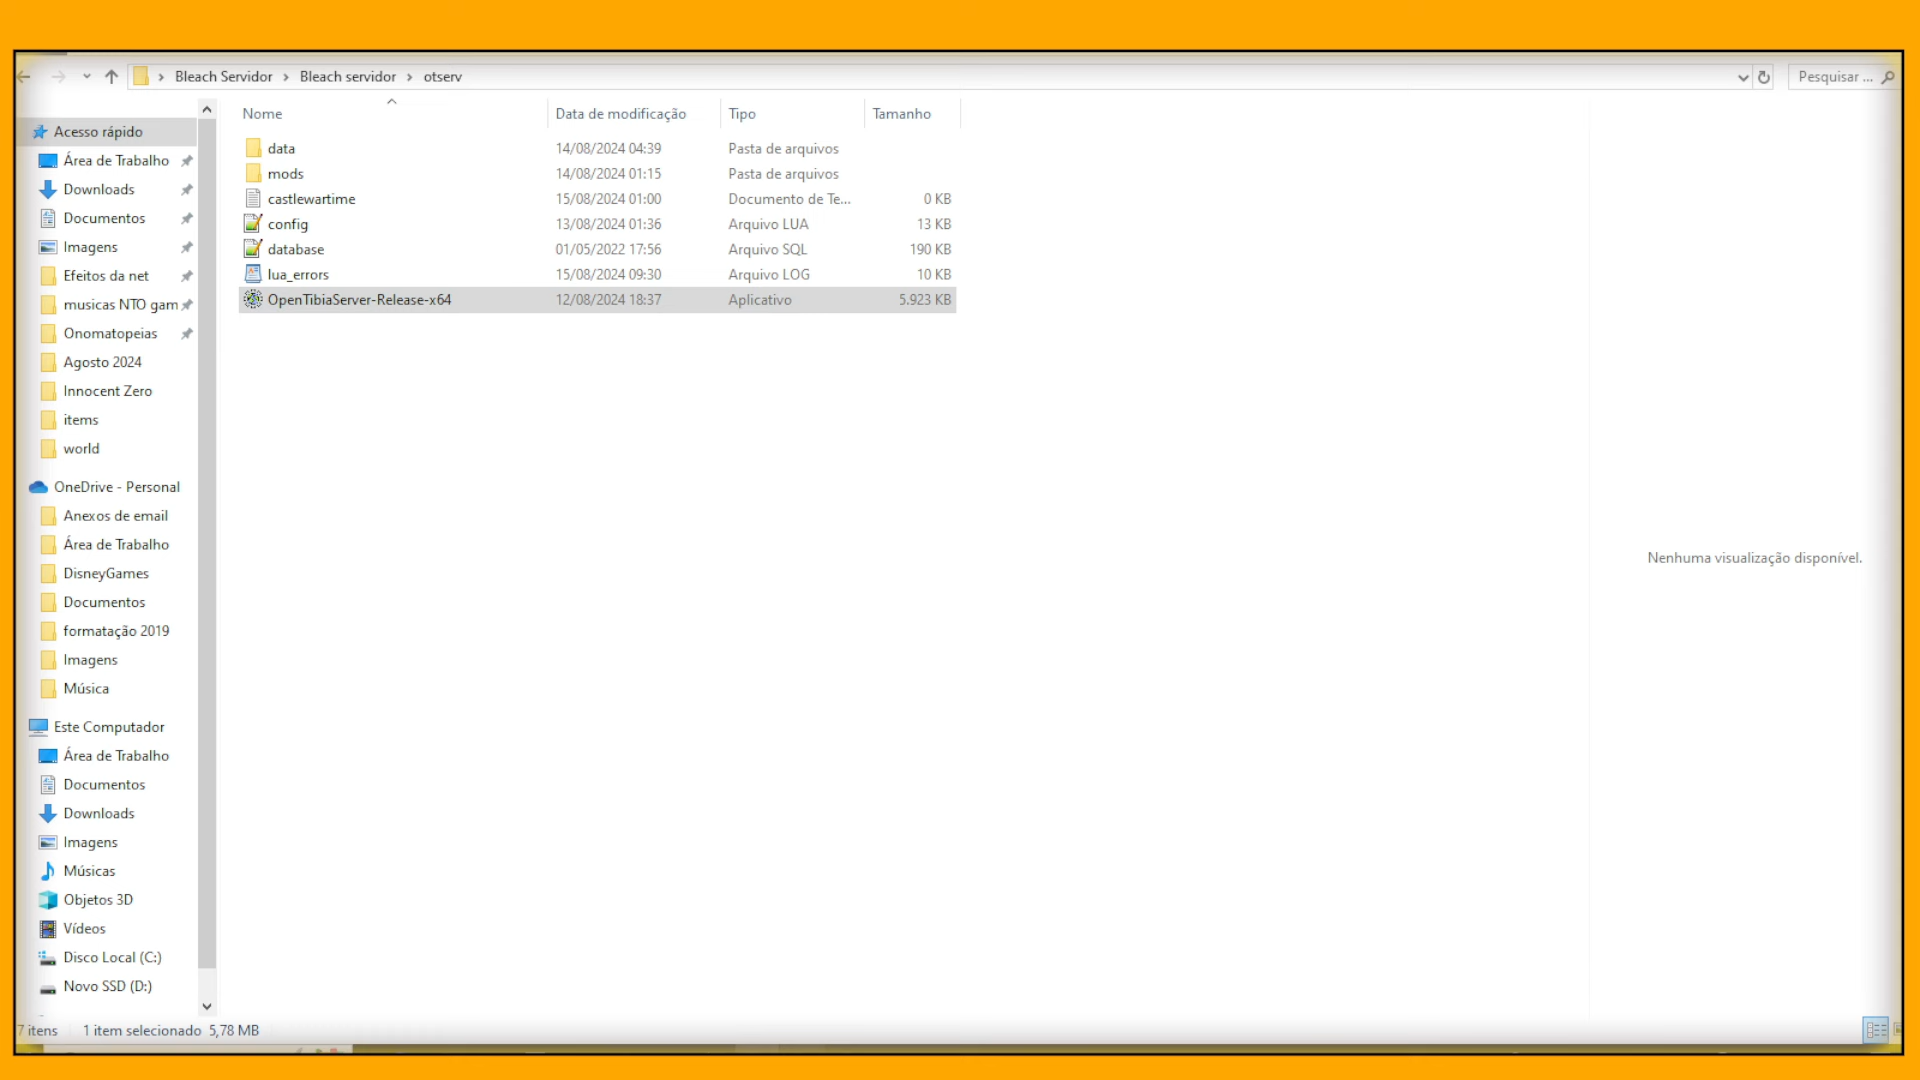 Bleach Servidor › Bleach servidor › otserv
Pesquisar ...
Nome Data de modificação Tipo Tamanho
data 14/08/2024 04:39 Pasta de arquivos
mods 14/08/2024 01:15 Pasta de arquivos
castlewartime 15/08/2024 01:00 Documento de Te... 0 KB
config 13/08/2024 01:36 Arquivo LUA 13 KB
database 01/05/2022 17:56 Arquivo SQL 190 KB
lua_errors 15/08/2024 09:30 Arquivo LOG 10 KB
OpenTibiaServer-Release-x64 12/08/2024 18:37 Aplicativo 5.923 KB
Acesso rápido
Área de Trabalho
Downloads
Documentos
Imagens
Efeitos da net
musicas NTO gam
Onomatopeias
Agosto 2024
Innocent Zero
items
world
OneDrive - Personal
Anexos de email
Área de Trabalho
DisneyGames
Documentos
formatação 2019
Imagens
Música
Este Computador
Área de Trabalho
Documentos
Downloads
Imagens
Músicas
Objetos 3D
Vídeos
Disco Local (C:)
Novo SSD (D:)
Nenhuma visualização disponível.
7 itens 1 item selecionado 5,78 MB